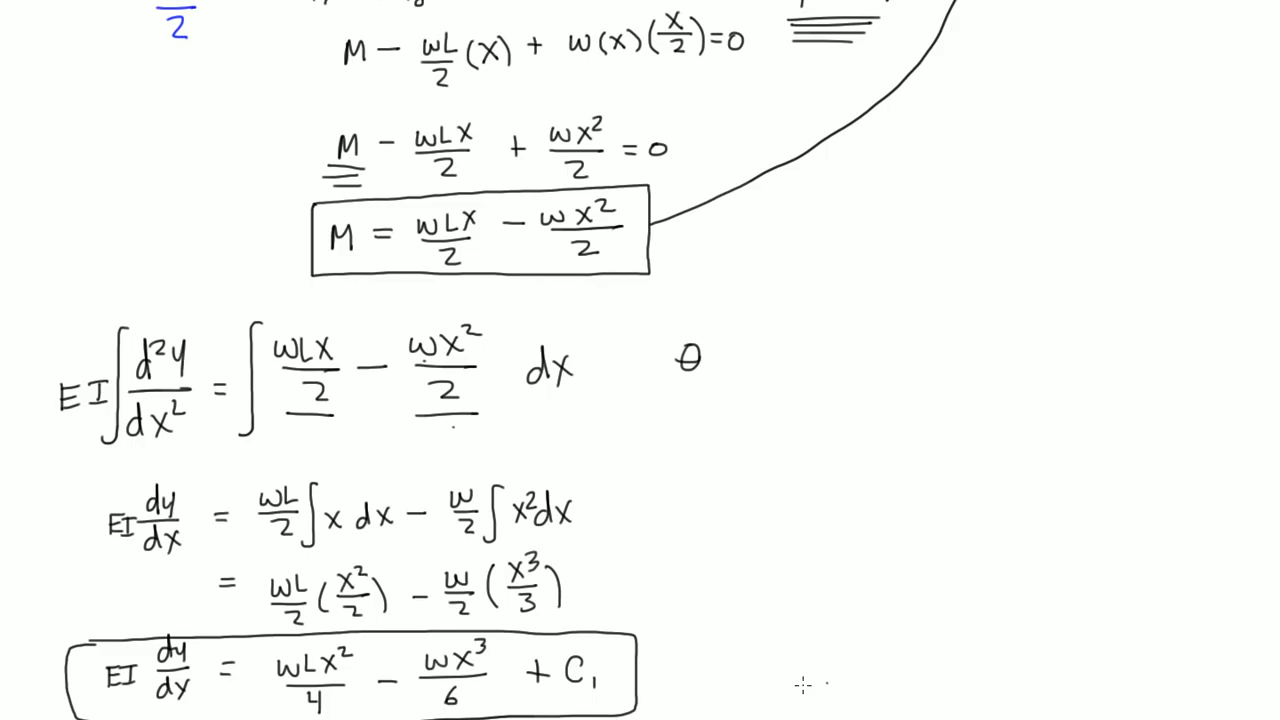 2
M - wL/2 (x) + w(x)(x/2) = 0
M - wLx/2 + wx²/2 = 0
M = wLx/2 - wx²/2
EI ∫ d²y/dx² = ∫ wLx/2 - wx²/2 dx θ
EI dy/dx = wL/2 ∫ x dx - w/2 ∫ x² dx
= wL/2 (x²/2) - w/2 (x³/3)
EI dy/dx = wLx²/4 - wx³/6 + C₁